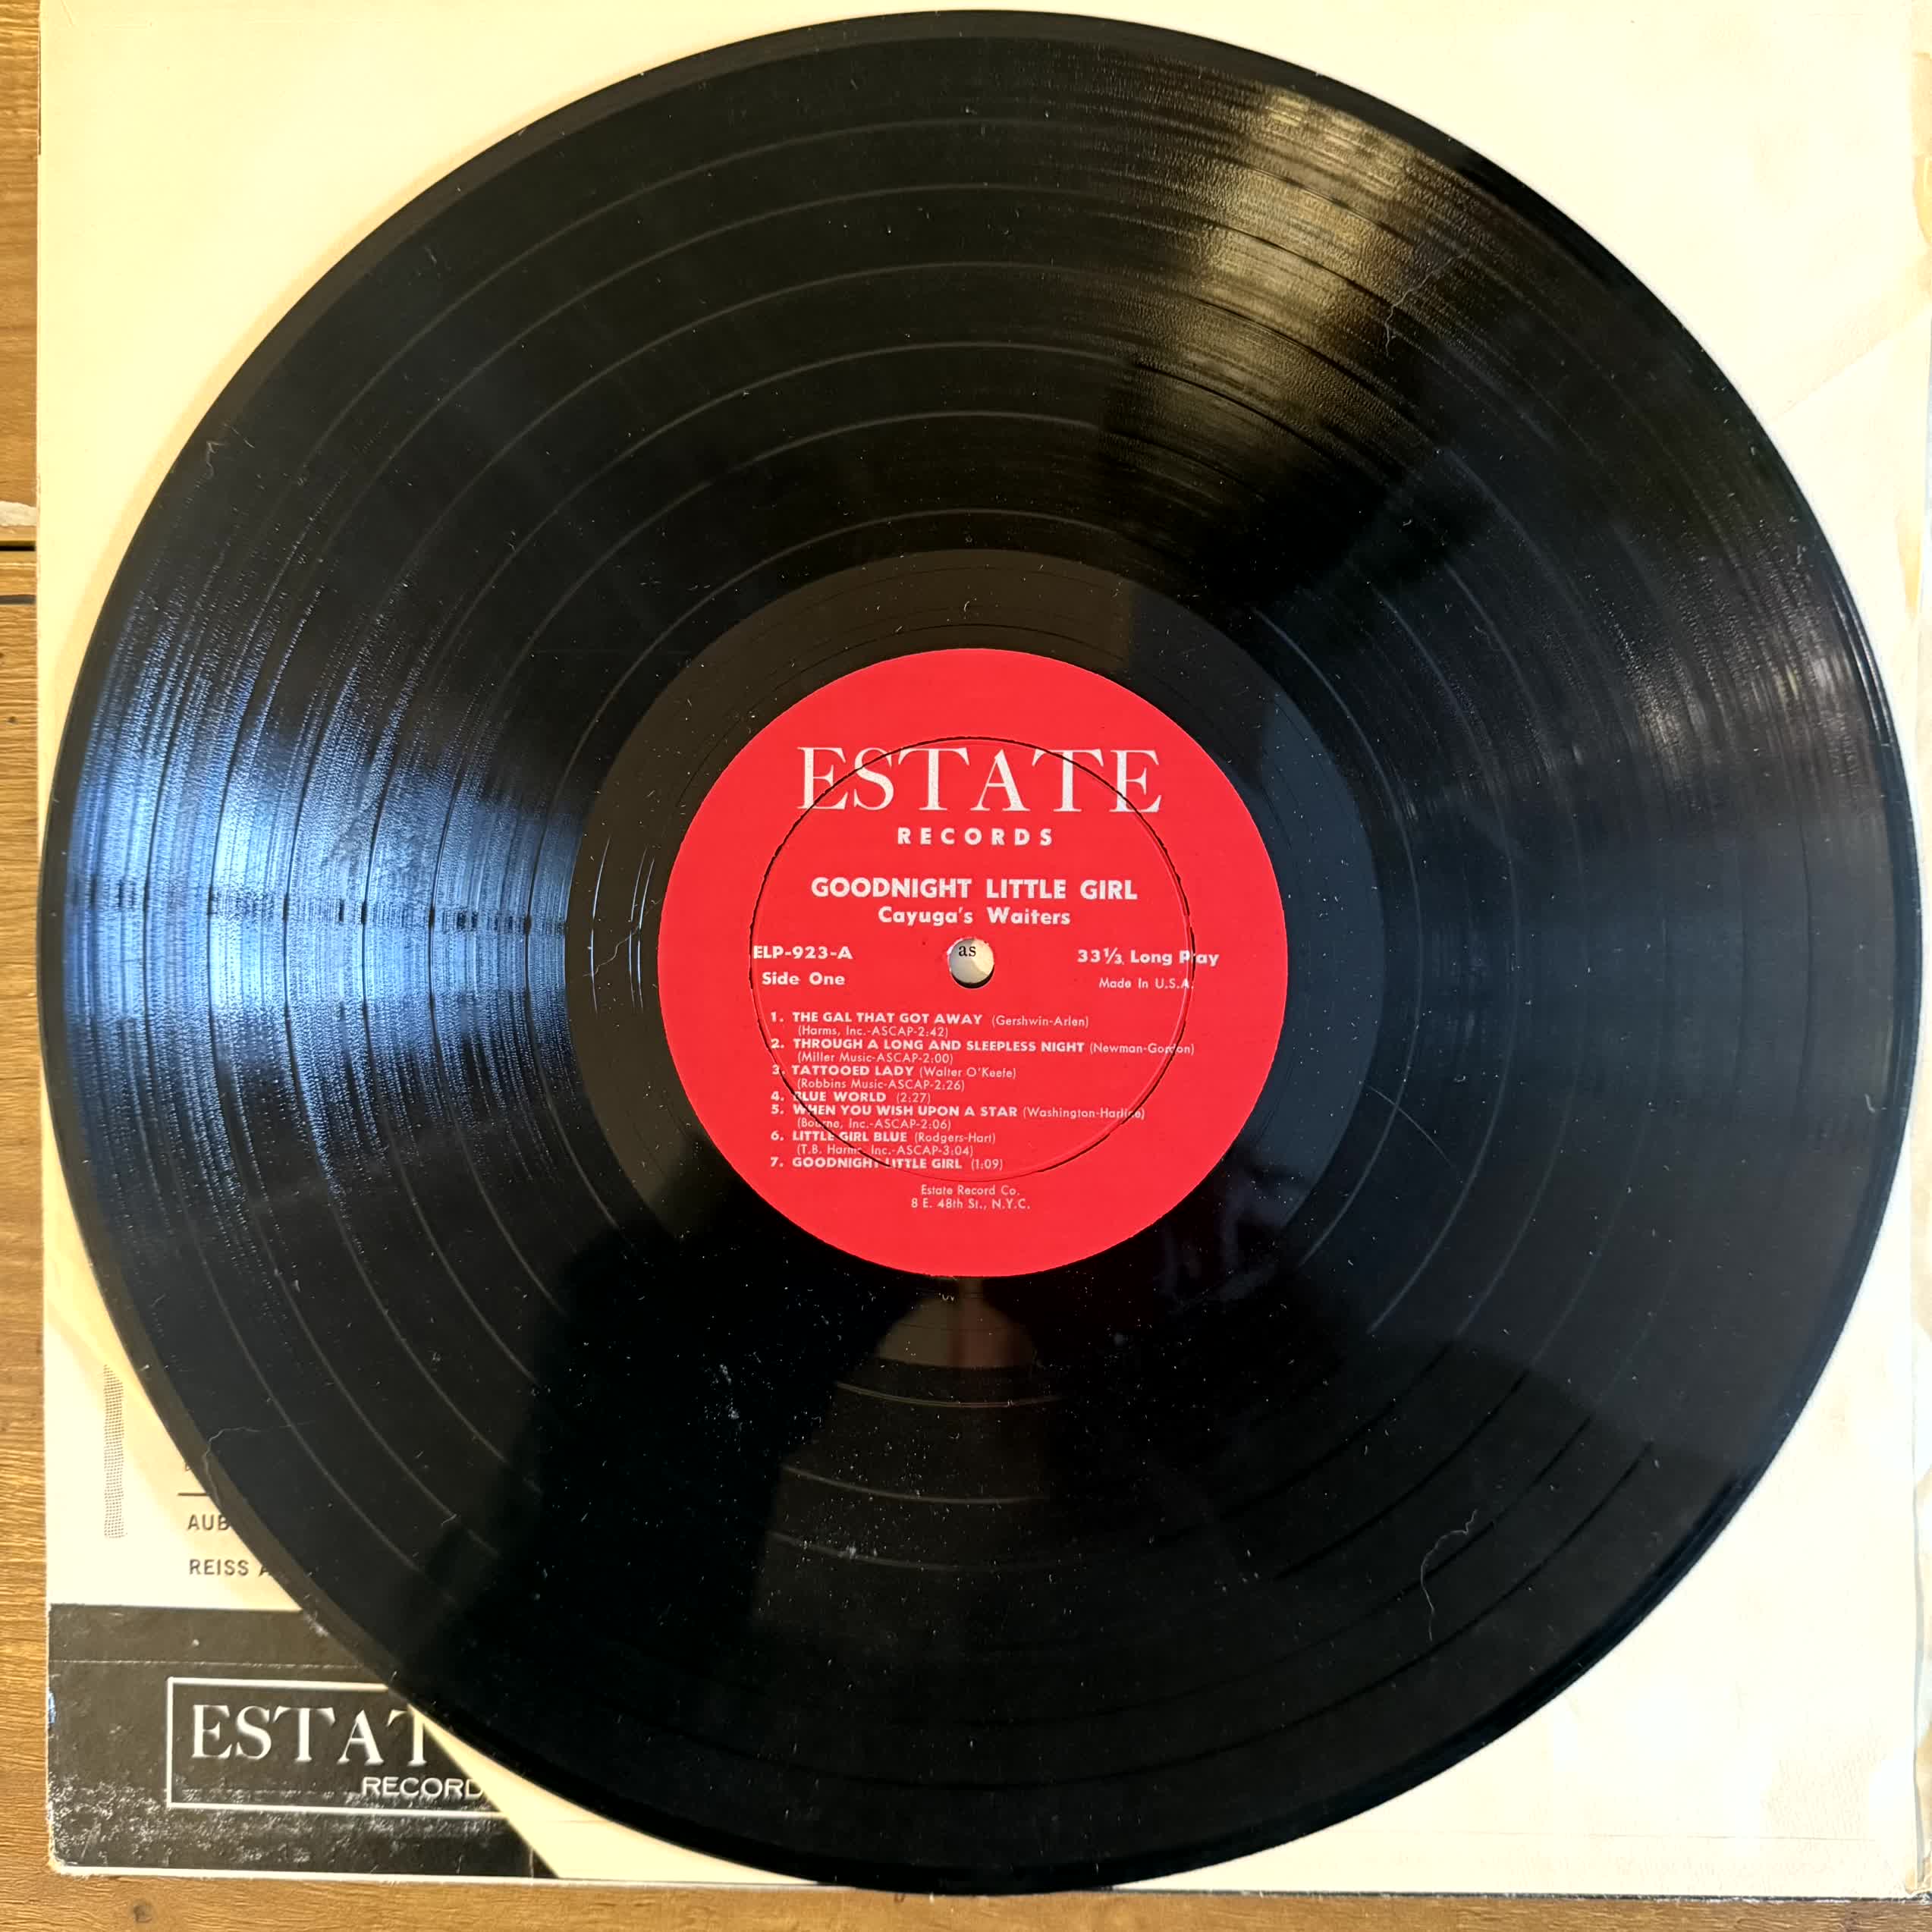 ESTATE
RECORDS
GOODNIGHT LITTLE GIRL
Cayuga's Waiters
ELP-923-A
33⅓ Long Play
Side One
Made In U.S.A.
as
1. THE GAL THAT GOT AWAY (Gershwin-Arlen)
(Harms, Inc.-ASCAP-2:42)
2. THROUGH A LONG AND SLEEPLESS NIGHT (Newman-Gordon)
(Miller Music-ASCAP-2:00)
3. TATTOOED LADY (Walter O'Keefe)
(Robbins Music-ASCAP-2:26)
4. BLUE WORLD (2:27)
5. WHEN YOU WISH UPON A STAR (Washington-Harline)
(Bourne, Inc.-ASCAP-2:06)
6. LITTLE GIRL BLUE (Rodgers-Hart)
(T.B. Harms, Inc.-ASCAP-3:04)
7. GOODNIGHT LITTLE GIRL (1:09)
Estate Record Co.
8 E. 48th St., N.Y.C.
AUB
REISS A
ESTAT
RECORD